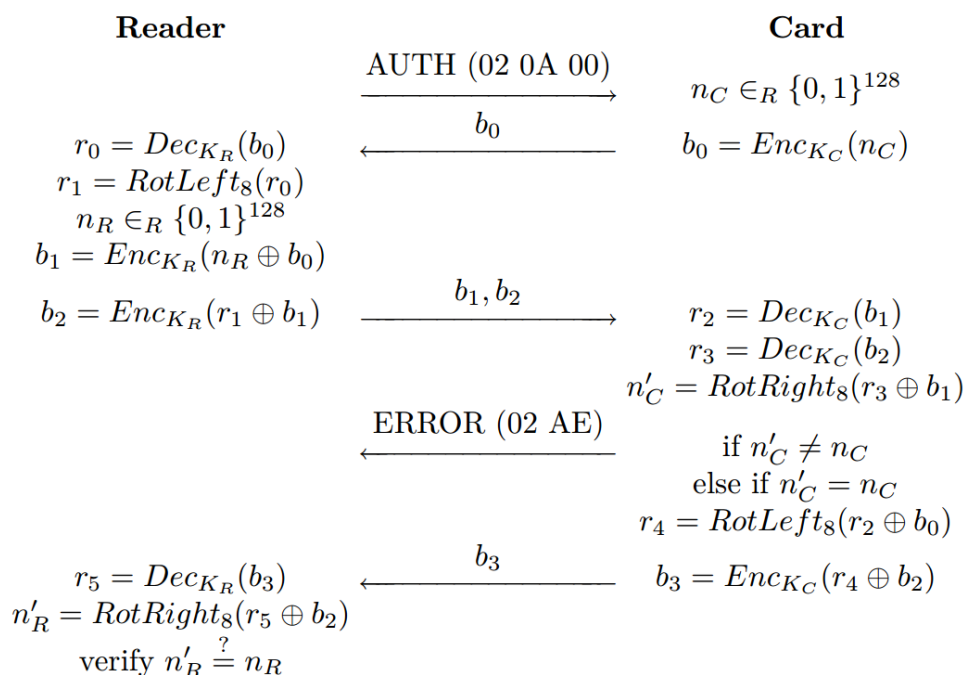 Reader Card
AUTH (02 0A 00)
n_C ∈_R {0, 1}^128
b_0
r_0 = Dec_{K_R}(b_0) b_0 = Enc_{K_C}(n_C)
r_1 = RotLeft_8(r_0)
n_R ∈_R {0, 1}^128
b_1 = Enc_{K_R}(n_R ⊕ b_0)
b_1, b_2
b_2 = Enc_{K_R}(r_1 ⊕ b_1) r_2 = Dec_{K_C}(b_1)
r_3 = Dec_{K_C}(b_2)
n′_C = RotRight_8(r_3 ⊕ b_1)
ERROR (02 AE)
if n′_C ≠ n_C
else if n′_C = n_C
r_4 = RotLeft_8(r_2 ⊕ b_0)
b_3
r_5 = Dec_{K_R}(b_3) b_3 = Enc_{K_C}(r_4 ⊕ b_2)
n′_R = RotRight_8(r_5 ⊕ b_2)
verify n′_R ≟ n_R